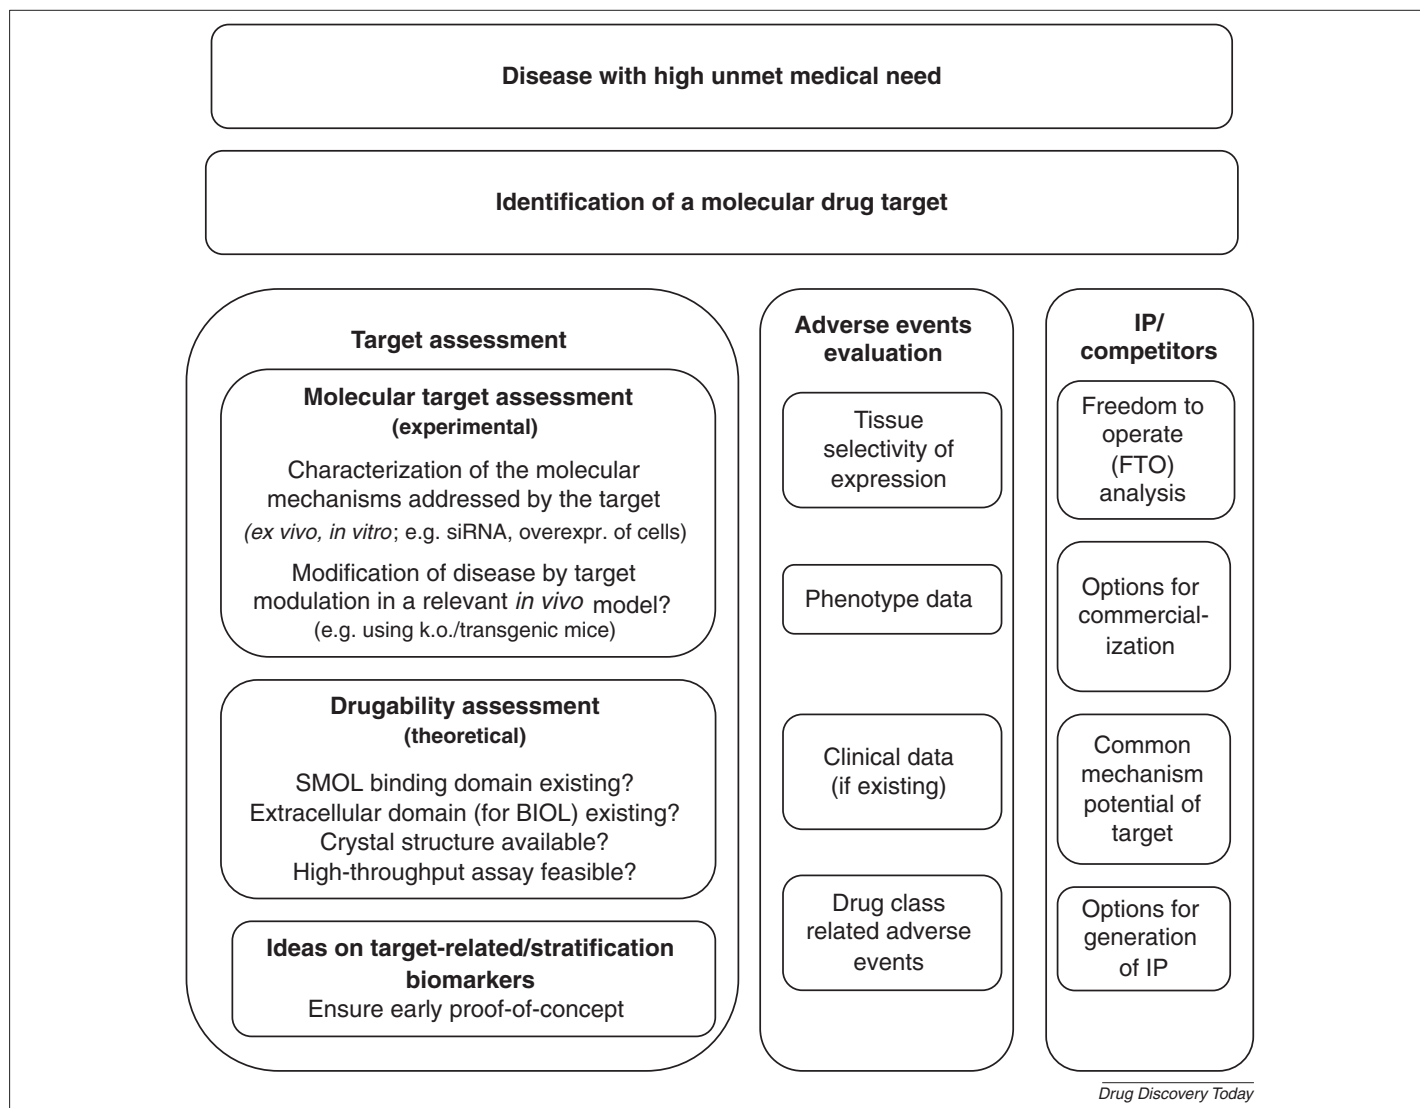 Disease with high unmet medical need
Identification of a molecular drug target
Target assessment
Molecular target assessment
(experimental)
Characterization of the molecular
mechanisms addressed by the target
(ex vivo, in vitro; e.g. siRNA, overexpr. of cells)
Modification of disease by target
modulation in a relevant in vivo model?
(e.g. using k.o./transgenic mice)
Drugability assessment
(theoretical)
SMOL binding domain existing?
Extracellular domain (for BIOL) existing?
Crystal structure available?
High-throughput assay feasible?
Ideas on target-related/stratification
biomarkers
Ensure early proof-of-concept
Adverse events
evaluation
Tissue
selectivity of
expression
Phenotype data
Clinical data
(if existing)
Drug class
related adverse
events
IP/
competitors
Freedom to
operate
(FTO)
analysis
Options for
commercial-
ization
Common
mechanism
potential of
target
Options for
generation
of IP
Drug Discovery Today